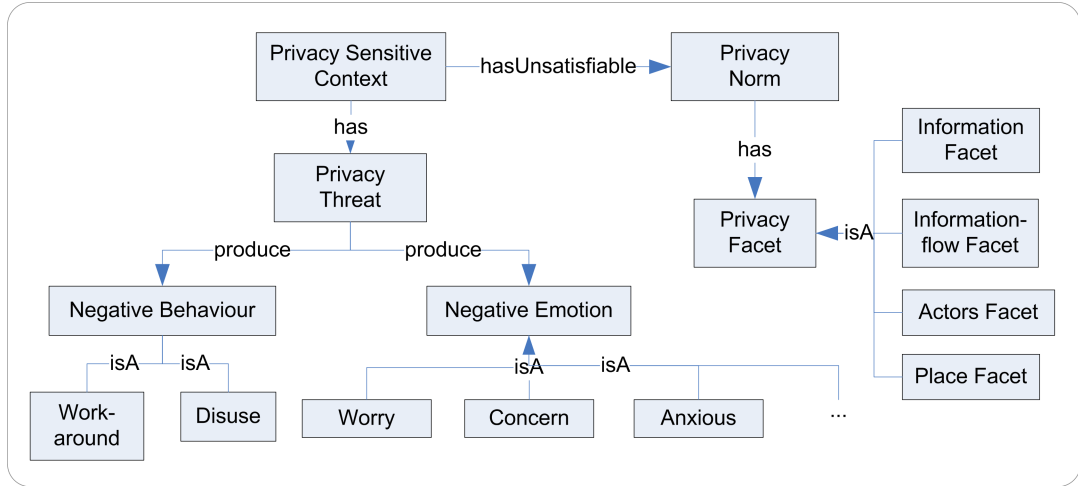 Privacy Sensitive
Context
hasUnsatisfiable
Privacy
Norm
has
has
Privacy
Threat
Privacy
Facet
isA
Information
Facet
Information-
flow Facet
Actors Facet
Place Facet
produce
produce
Negative Behaviour
Negative Emotion
isA
isA
isA
isA
Work-
around
Disuse
Worry
Concern
Anxious
...